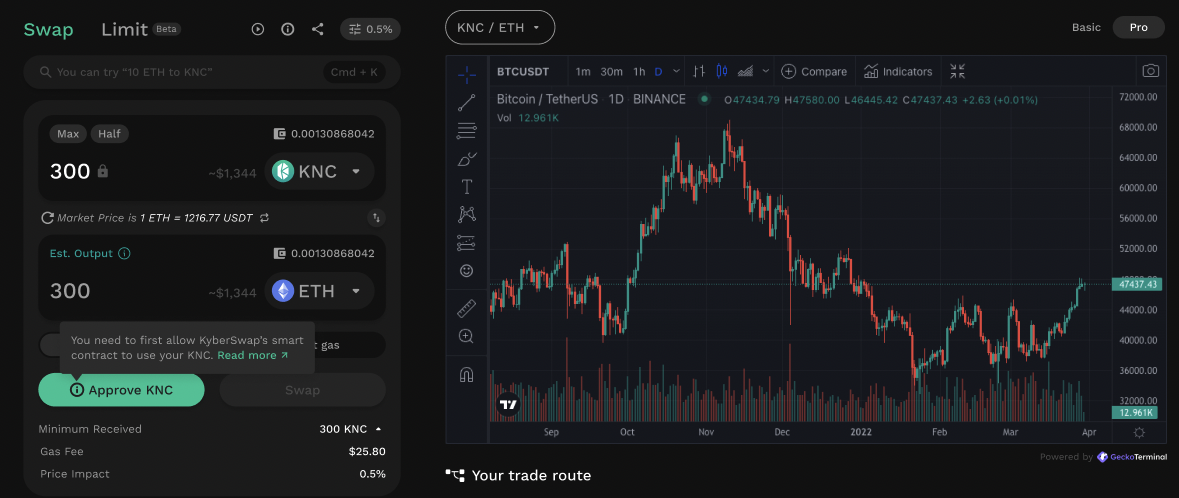 Swap Limit Beta 0.5%
You can try "10 ETH to KNC" Cmd + K
Max Half 0.00130868042
300 ~$1,344 KNC
Market Price is 1 ETH = 1216.77 USDT
Est. Output 0.00130868042
300 ~$1,344 ETH
t gas
You need to first allow KyberSwap's smart
contract to use your KNC. Read more ↗
Approve KNC Swap
Minimum Received 300 KNC
Gas Fee $25.80
Price Impact 0.5%
KNC / ETH
Basic Pro
BTCUSDT 1m 30m 1h D Compare Indicators
Bitcoin / TetherUS 1D BINANCE O47434.79 H47580.00 L46445.42 C47437.43 +2.63 (+0.01%)
Vol 12.961K
72000.00
68000.00
64000.00
60000.00
56000.00
52000.00
47437.43
44000.00
40000.00
36000.00
32000.00
12.961K
Sep Oct Nov Dec 2022 Feb Mar Apr
Powered by GeckoTerminal
Your trade route